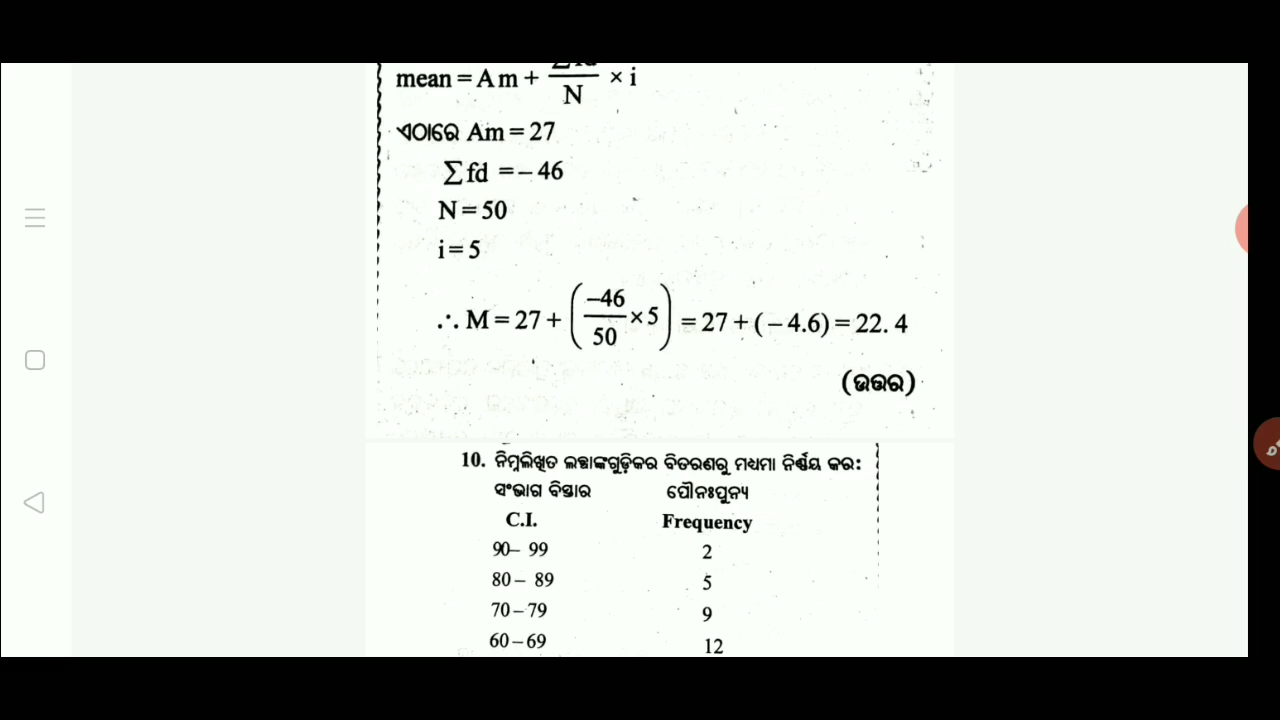 mean = A m + Σfd/N × i
ଏଠାରେ Am = 27
∑ fd = – 46
N = 50
i = 5
∴ M = 27 + (–46/50 × 5) = 27 + (– 4.6) = 22. 4
(ଉତ୍ତର)
10. ନିମ୍ନଲିଖିତ ଲବ୍ଧାଙ୍କଗୁଡ଼ିକର ବିତରଣରୁ ମଧ୍ୟମା ନିର୍ଣ୍ଣୟ କର:
ସଂଭାଗ ବିସ୍ତାର ପୌନଃପୁନ୍ୟ
C.I. Frequency
90– 99 2
80 – 89 5
70 – 79 9
60 – 69 12